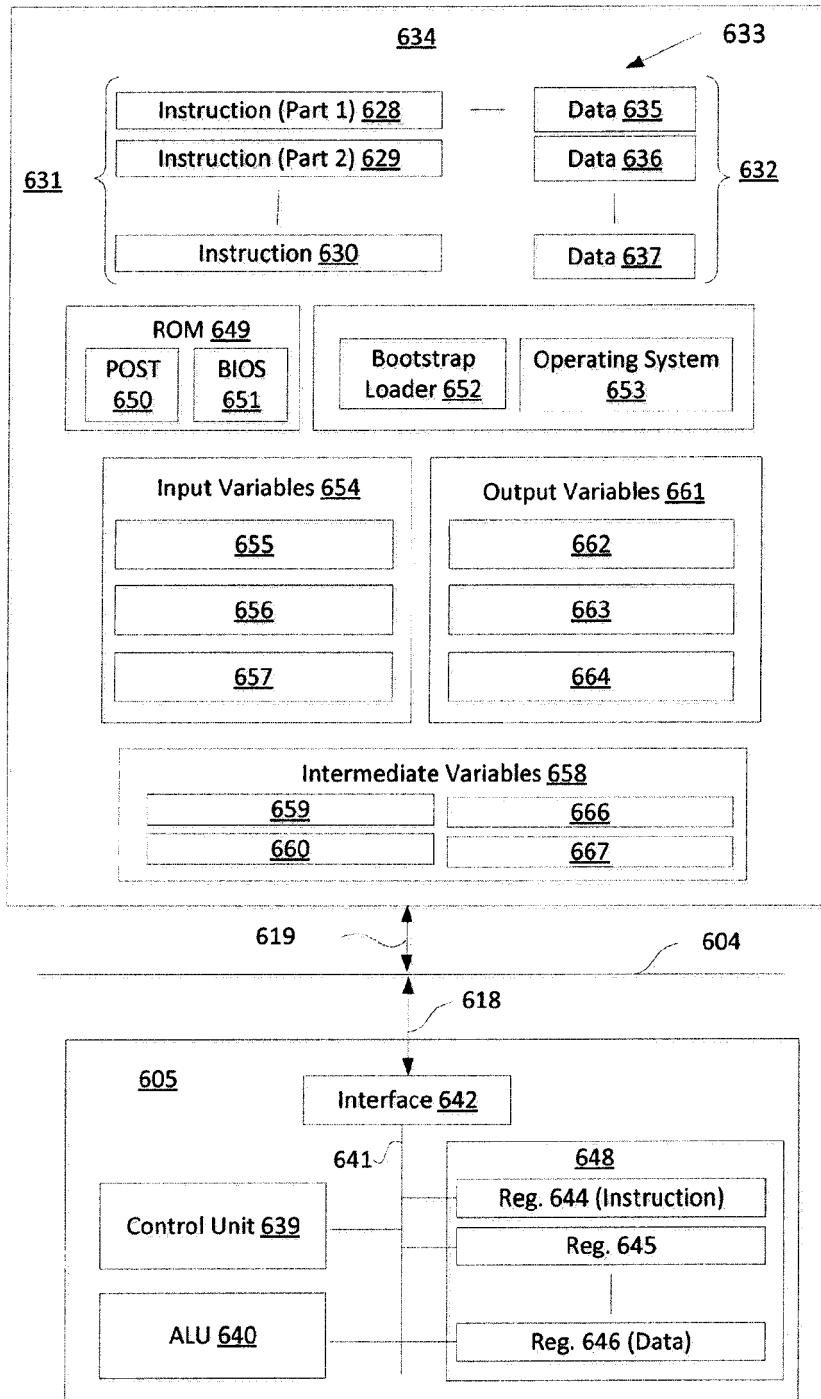 634
633
Instruction (Part 1) 628
Data 635
Instruction (Part 2) 629
Data 636
631
632
Instruction 630
Data 637
ROM 649
POST
650
BIOS
651
Bootstrap
Loader 652
Operating System
653
Input Variables 654
655
656
657
Output Variables 661
662
663
664
Intermediate Variables 658
659
666
660
667
619
604
618
605
Interface 642
641
648
Reg. 644 (Instruction)
Control Unit 639
Reg. 645
ALU 640
Reg. 646 (Data)